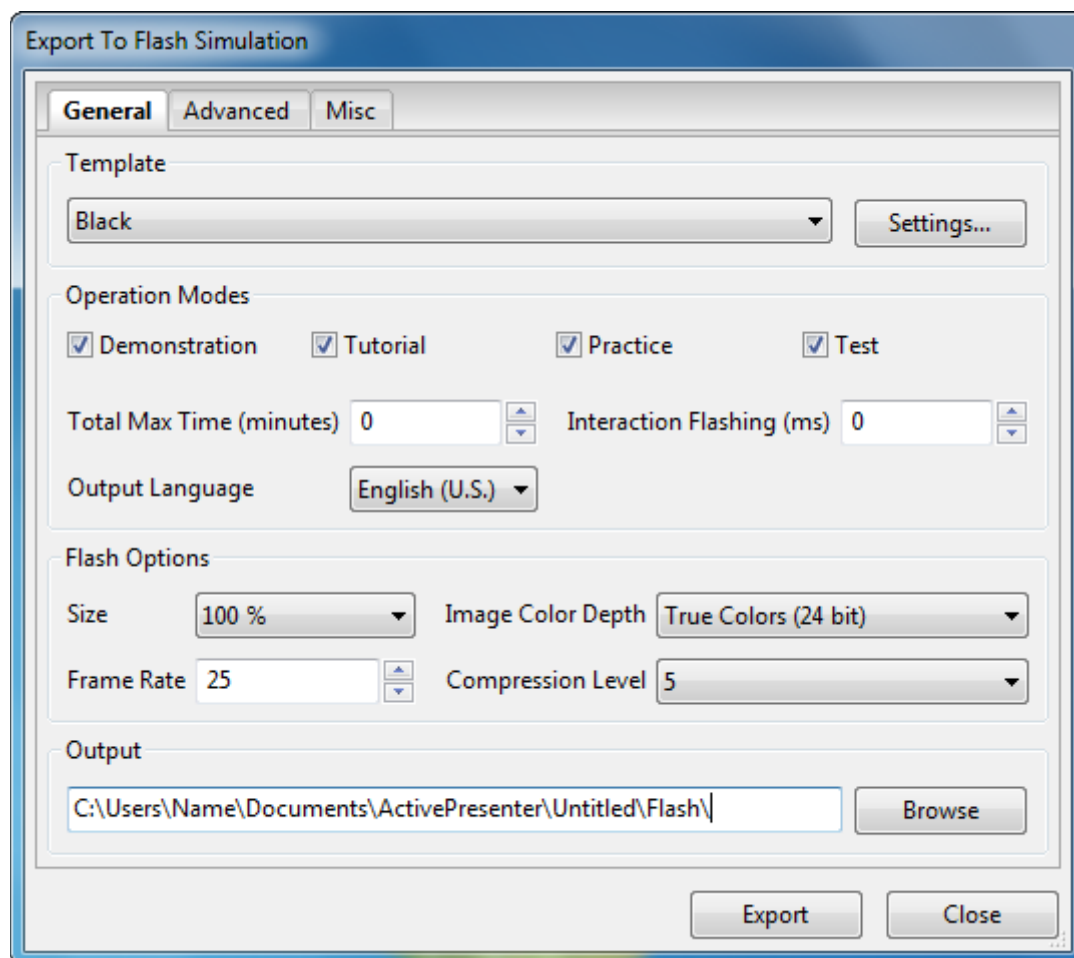 Export To Flash Simulation
General Advanced Misc
Template
Black Settings...
Operation Modes
Demonstration Tutorial Practice Test
Total Max Time (minutes) 0 Interaction Flashing (ms) 0
Output Language English (U.S.)
Flash Options
Size 100 % Image Color Depth True Colors (24 bit)
Frame Rate 25 Compression Level 5
Output
C:\Users\Name\Documents\ActivePresenter\Untitled\Flash\ Browse
Export Close